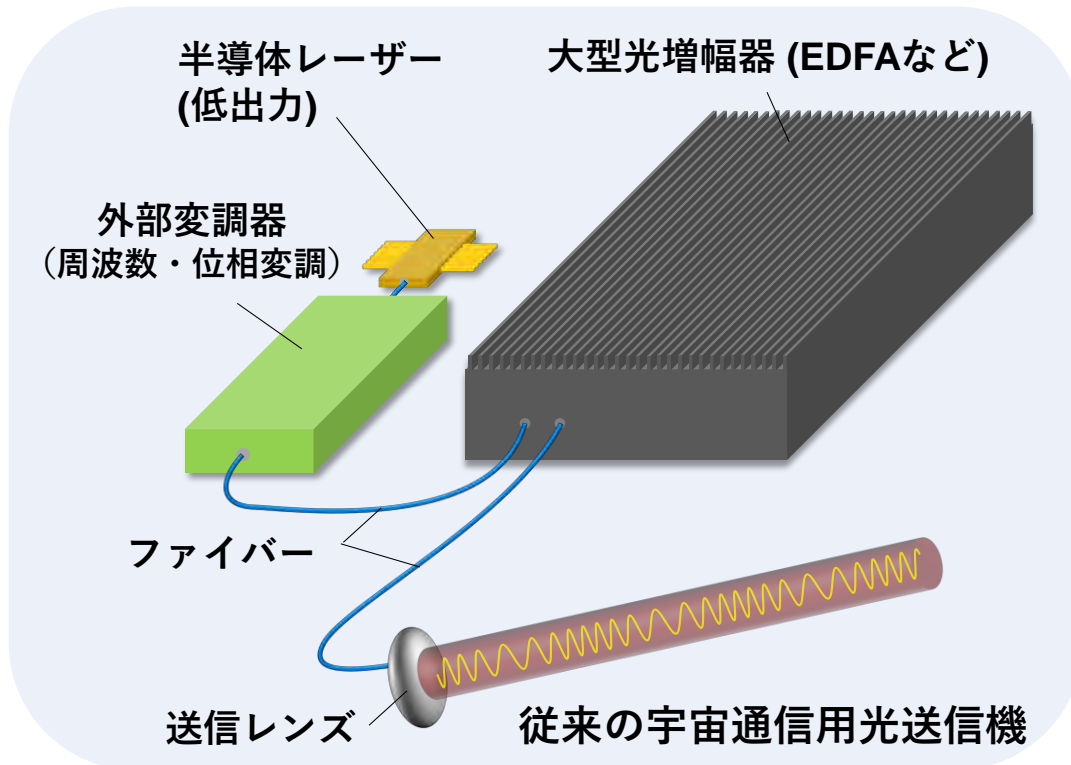 半導体レーザー
(低出力)
大型光増幅器 (EDFAなど)
外部変調器
（周波数・位相変調）
ファイバー
送信レンズ
従来の宇宙通信用光送信機